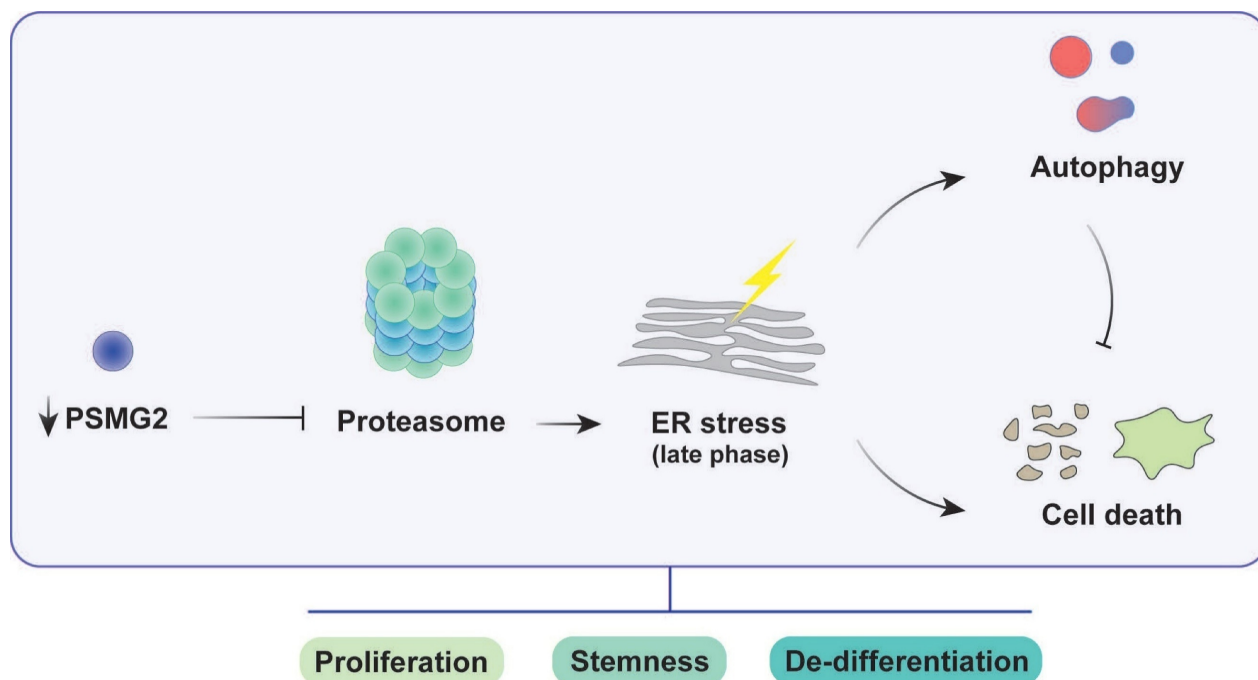 Autophagy
↓ PSMG2
Proteasome
ER stress
(late phase)
Cell death
Proliferation
Stemness
De-differentiation